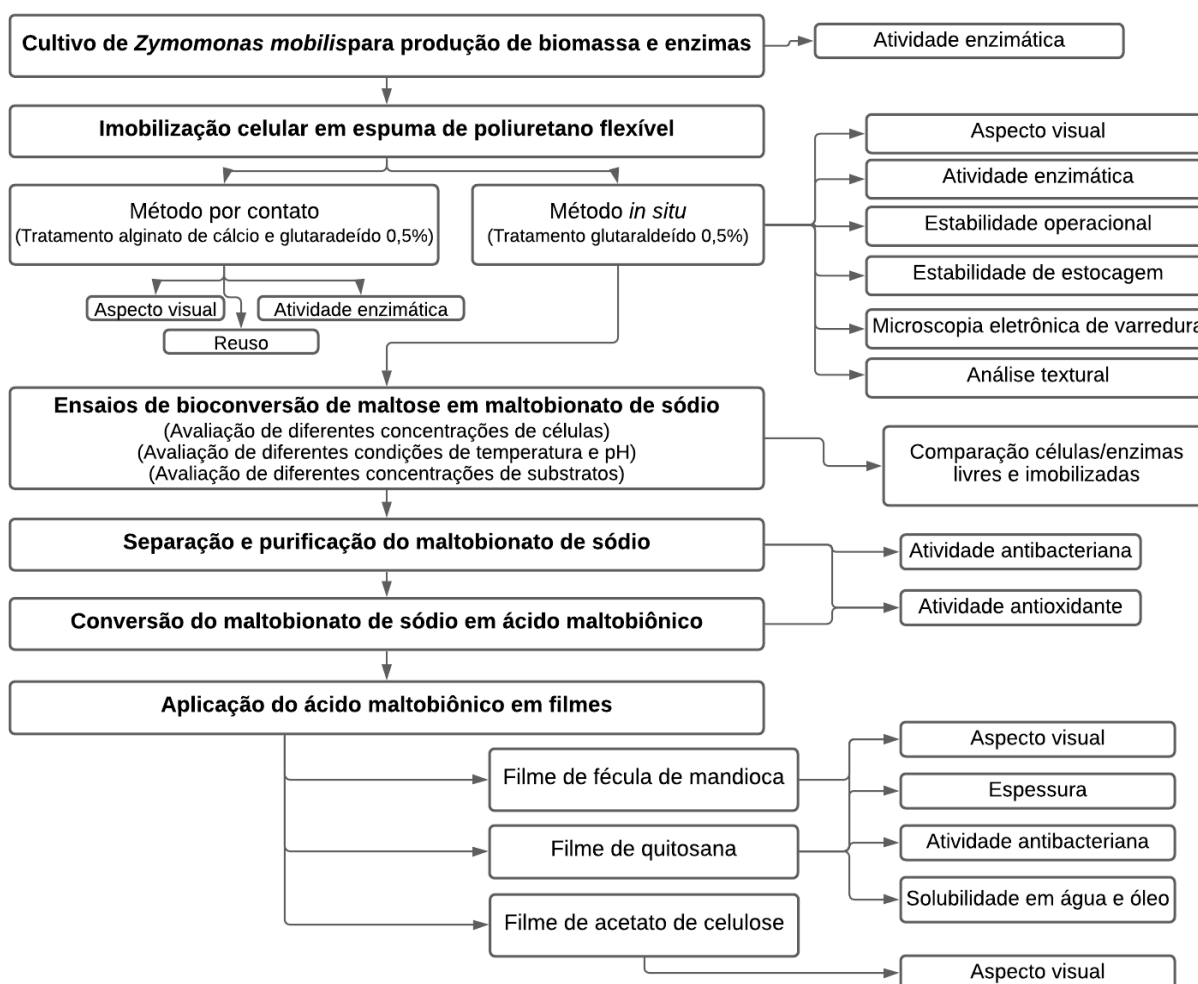 Cultivo de Zymomonas mobilispara produção de biomassa e enzimas
Atividade enzimática
Imobilização celular em espuma de poliuretano flexível
Método por contato
(Tratamento alginato de cálcio e glutaradeído 0,5%)
Método in situ
(Tratamento glutaraldeído 0,5%)
Aspecto visual
Atividade enzimática
Estabilidade operacional
Estabilidade de estocagem
Microscopia eletrônica de varredura
Análise textural
Aspecto visual
Atividade enzimática
Reuso
Ensaios de bioconversão de maltose em maltobionato de sódio
(Avaliação de diferentes concentrações de células)
(Avaliação de diferentes condições de temperatura e pH)
(Avaliação de diferentes concentrações de substratos)
Comparação células/enzimas
livres e imobilizadas
Separação e purificação do maltobionato de sódio
Atividade antibacteriana
Conversão do maltobionato de sódio em ácido maltobiônico
Atividade antioxidante
Aplicação do ácido maltobiônico em filmes
Filme de fécula de mandioca
Filme de quitosana
Filme de acetato de celulose
Aspecto visual
Espessura
Atividade antibacteriana
Solubilidade em água e óleo
Aspecto visual